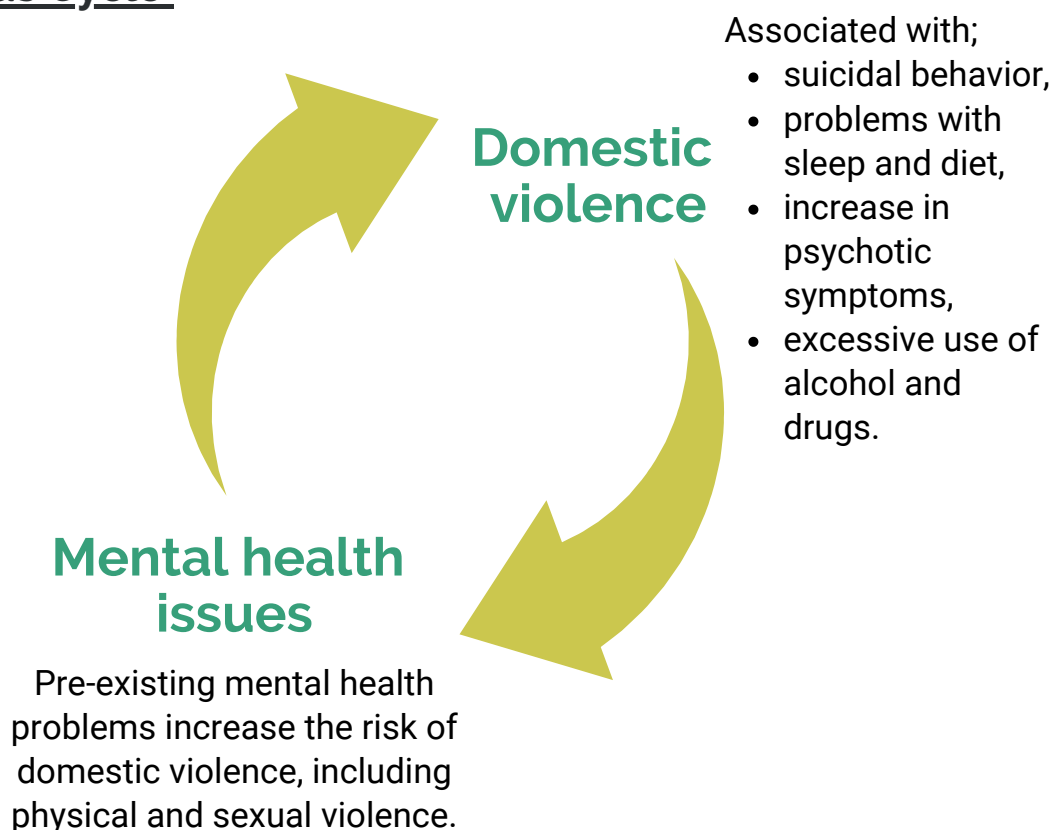 Associated with;
• suicidal behavior,
• problems with
sleep and diet,
• increase in
psychotic
symptoms,
• excessive use of
alcohol and
drugs.
Domestic
violence
Mental health
issues
Pre-existing mental health
problems increase the risk of
domestic violence, including
physical and sexual violence.